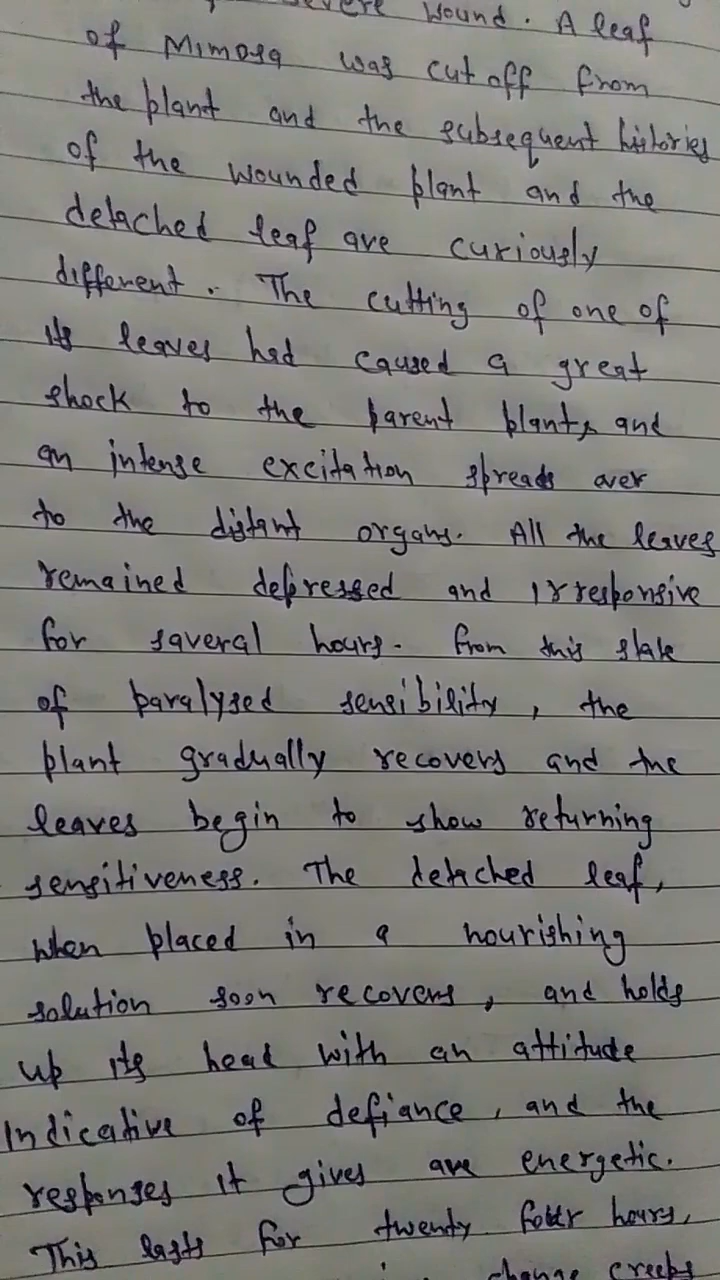 severe wound. A leaf
of Mimosa was cut off from
the plant and the subsequent histories
of the wounded plant and the
detached leaf are curiously
different. The cutting of one of
its leaves had caused a great
shock to the parent plant, and
an intense excitation spreads over
to the distant organs. All the leaves
remained depressed and irresponsive
for saveral hours. From this state
of paralysed sensibility, the
plant gradually recovers and the
leaves begin to show returning
sensitiveness. The detached leaf,
when placed in a nourishing
solution soon recovers, and holds
up its head with an attitude
indicative of defiance, and the
responses it gives are energetic.
This lasts for twenty four hours,
change creeps